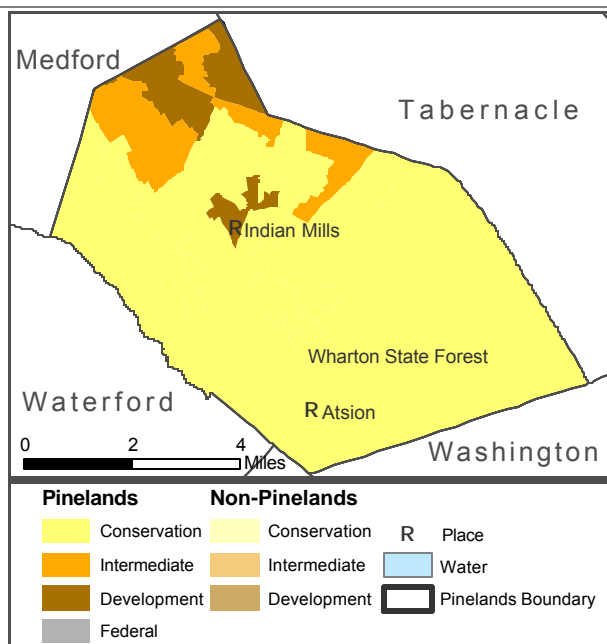 Medford
Tabernacle
R Indian Mills
Wharton State Forest
Waterford
R Atsion
Washington
0 2 4
Miles
Pinelands Non-Pinelands
Conservation Conservation R Place
Intermediate Intermediate Water
Development Development Pinelands Boundary
Federal